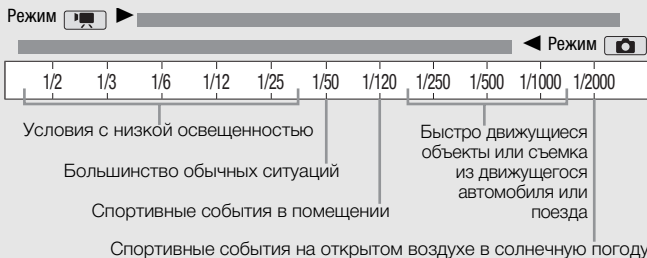 Режим
Режим
1/2 1/3 1/6 1/12 1/25 1/50 1/120 1/250 1/500 1/1000 1/2000
Условия с низкой освещенностью
Большинство обычных ситуаций
Спортивные события в помещении
Быстро движущиеся
объекты или съемка
из движущегося
автомобиля или
поезда
Спортивные события на открытом воздухе в солнечную погоду